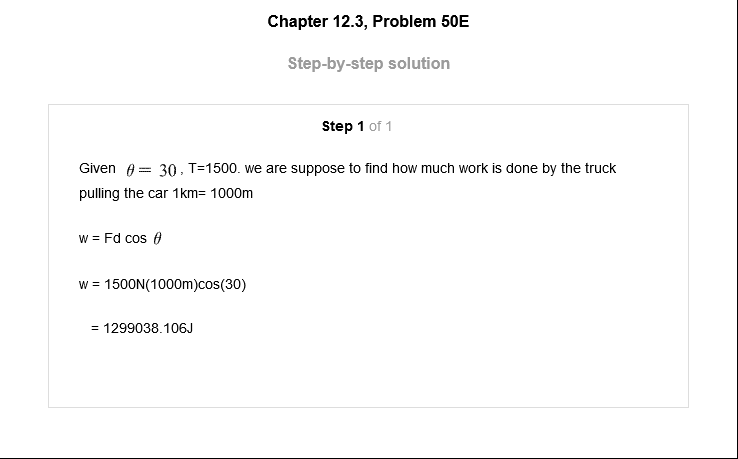 Chapter 12.3, Problem 50E
Step-by-step solution
Step 1 of 1
Given θ = 30, T=1500. we are suppose to find how much work is done by the truck
pulling the car 1km= 1000m
w = Fd cos θ
w = 1500N(1000m)cos(30)
= 1299038.106J